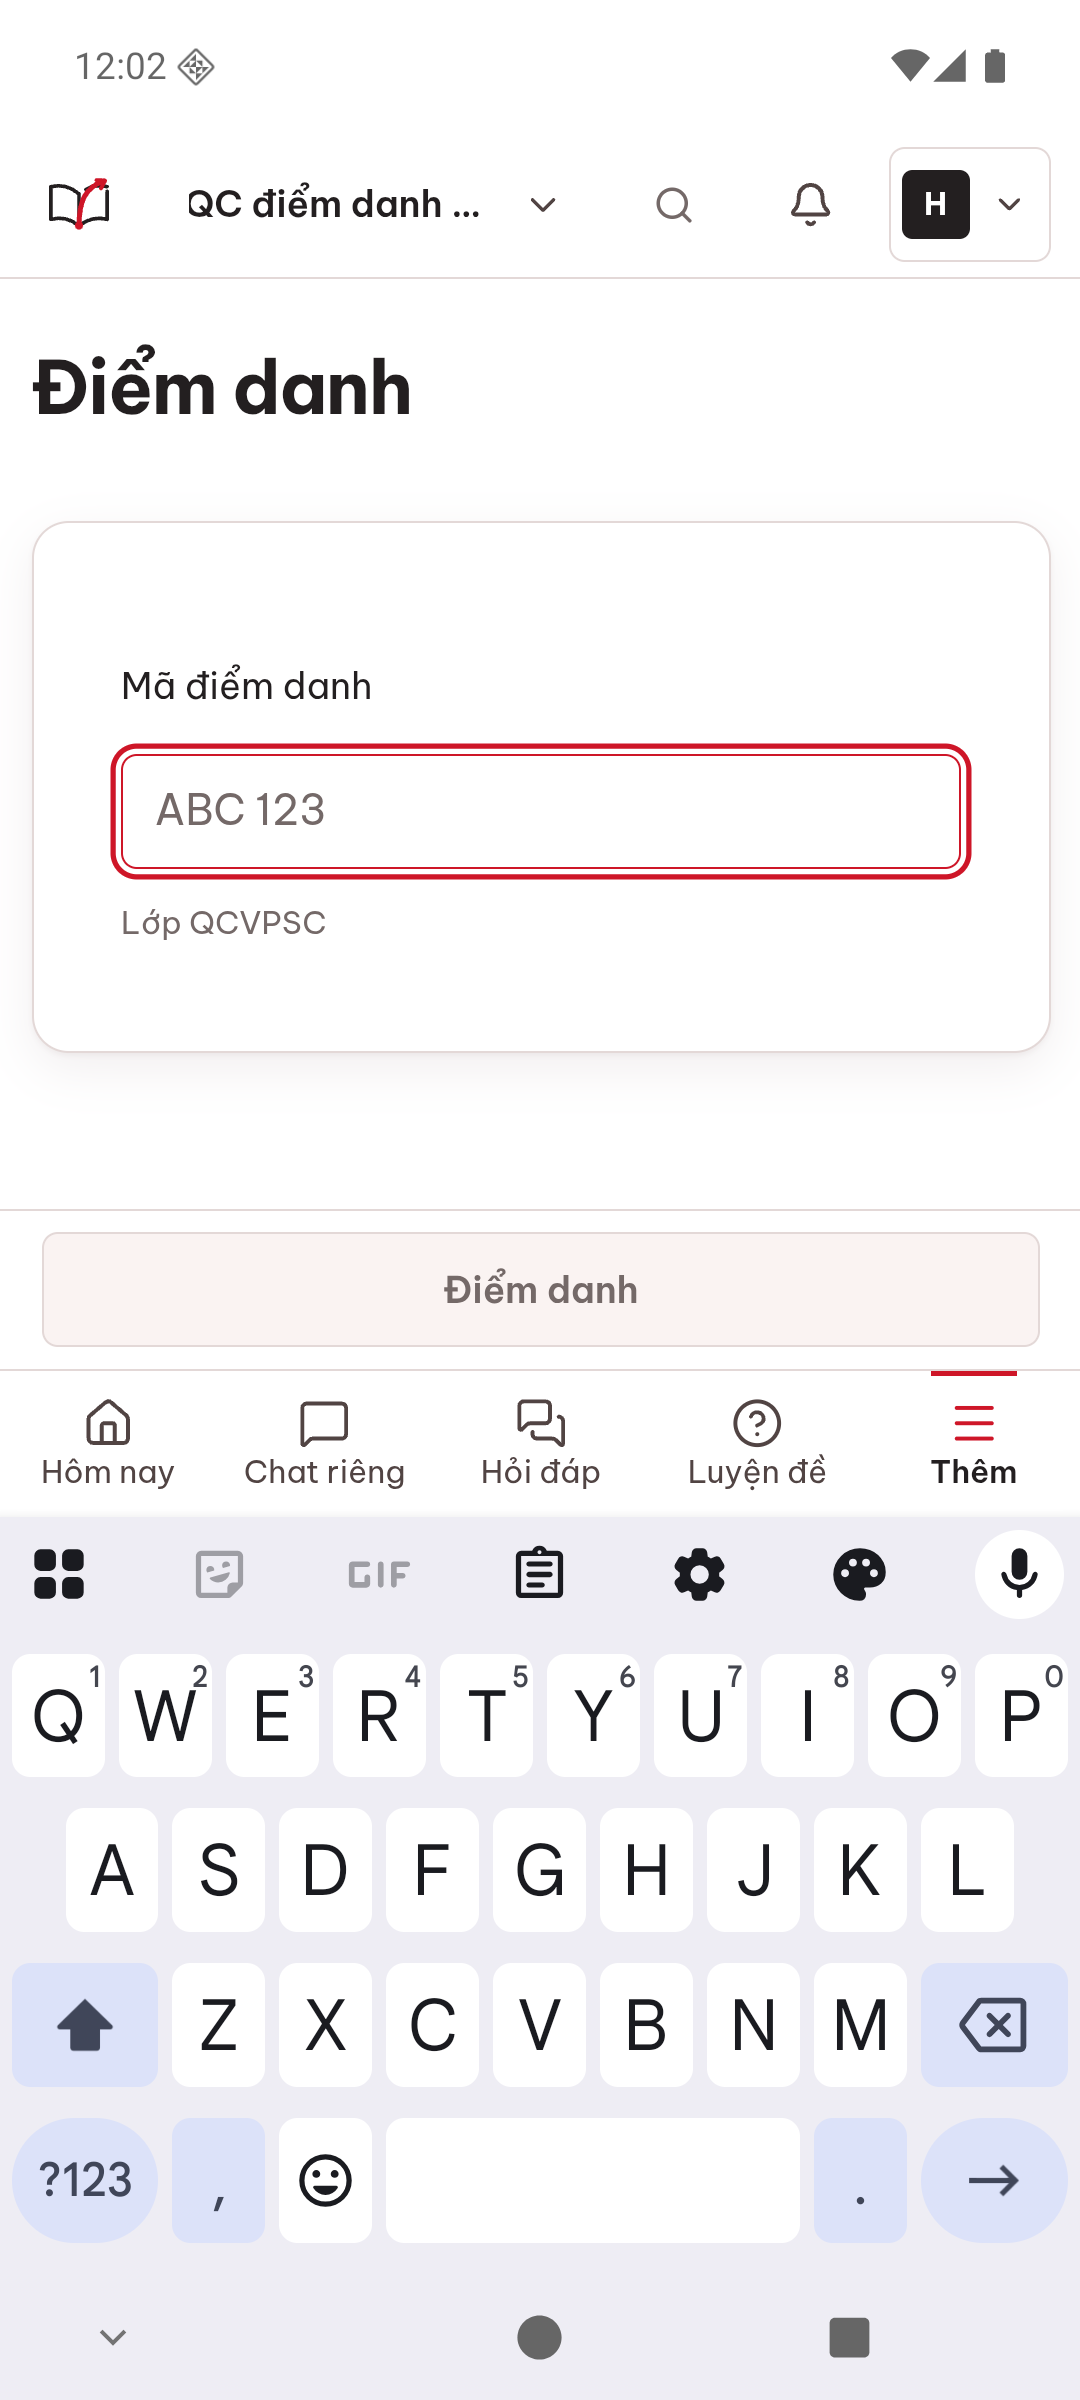 12:02
QC điểm danh ...
H
Điểm danh
Mã điểm danh
ABC 123
Lớp QCVPSC
Điểm danh
Hôm nay
Chat riêng
Hỏi đáp
Luyện đề
Thêm
GIF
Q1 W2 E3 R4 T5 Y6 U7 I8 O9 P0
A S D F G H J K L
Z X C V B N M
?123 , .